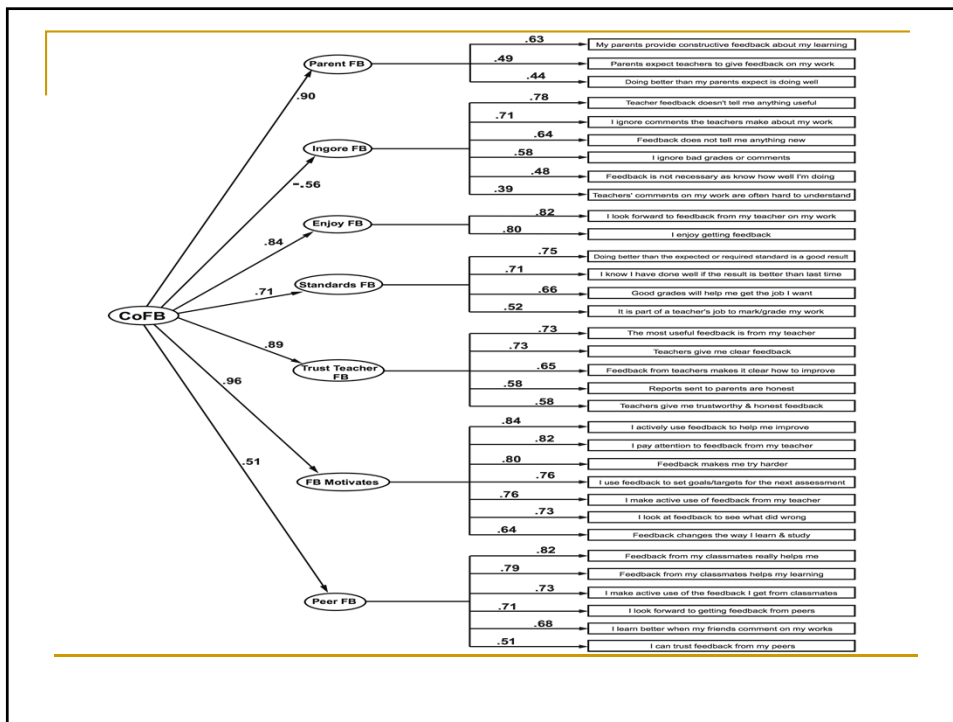 .63
My parents provide constructive feedback about my learning
Parent FB
.49
Parents expect teachers to give feedback on my work
.44
Doing better than my parents expect is doing well
.90
.78
Teacher feedback doesn't tell me anything useful
.71
I ignore comments the teachers make about my work
.64
Feedback does not tell me anything new
Ingore FB
.58
I ignore bad grades or comments
.48
Feedback is not necessary as know how well I'm doing
-.56
.39
Teachers' comments on my work are often hard to understand
.82
I look forward to feedback from my teacher on my work
Enjoy FB
.80
I enjoy getting feedback
.84
.75
Doing better than the expected or required standard is a good result
.71
I know I have done well if the result is better than last time
.71
Standards FB
.66
Good grades will help me get the job I want
.52
It is part of a teacher's job to mark/grade my work
CoFB
.73
The most useful feedback is from my teacher
.89
.73
Teachers give me clear feedback
Trust Teacher
FB
.65
Feedback from teachers makes it clear how to improve
.58
Reports sent to parents are honest
.58
Teachers give me trustworthy & honest feedback
.96
.84
I actively use feedback to help me improve
.82
I pay attention to feedback from my teacher
.80
Feedback makes me try harder
FB Motivates
.76
I use feedback to set goals/targets for the next assessment
.76
I make active use of feedback from my teacher
.73
I look at feedback to see what did wrong
.64
Feedback changes the way I learn & study
.51
.82
Feedback from my classmates really helps me
.79
Feedback from my classmates helps my learning
.73
I make active use of the feedback I get from classmates
Peer FB
.71
I look forward to getting feedback from peers
.68
I learn better when my friends comment on my works
.51
I can trust feedback from my peers